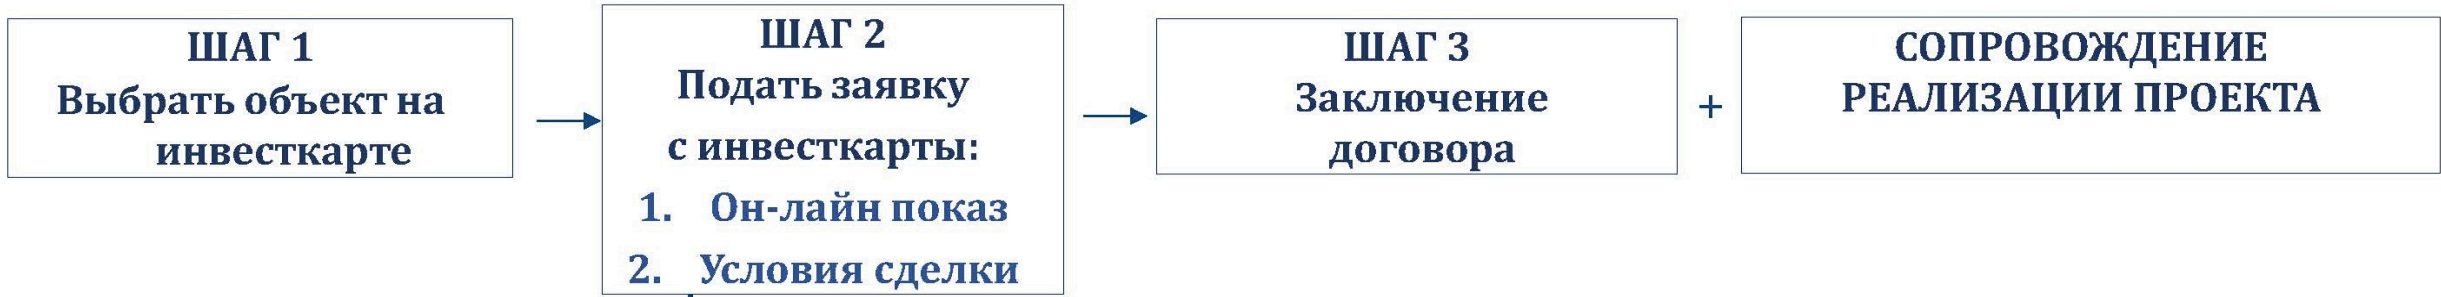 ШАГ 1
Выбрать объект на
инвесткарте
ШАГ 2
Подать заявку
с инвесткарты:
1. Он-лайн показ
2. Условия сделки
ШАГ 3
Заключение
договора
+
СОПРОВОЖДЕНИЕ
РЕАЛИЗАЦИИ ПРОЕКТА